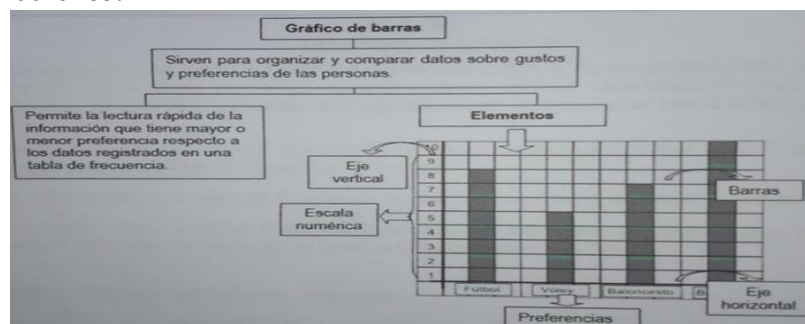 Gráfico de barras
Sirven para organizar y comparar datos sobre gustos
y preferencias de las personas.
Permite la lectura rápida de la
información que tiene mayor o
menor preferencia respecto a
los datos registrados en una
tabla de frecuencia.
Elementos
Eje
vertical
Escala
numérica
10
9
8
7
6
5
4
3
2
1
Barras
Futbol
Voley
Baloncesto
B
Eje
horizontal
Preferencias